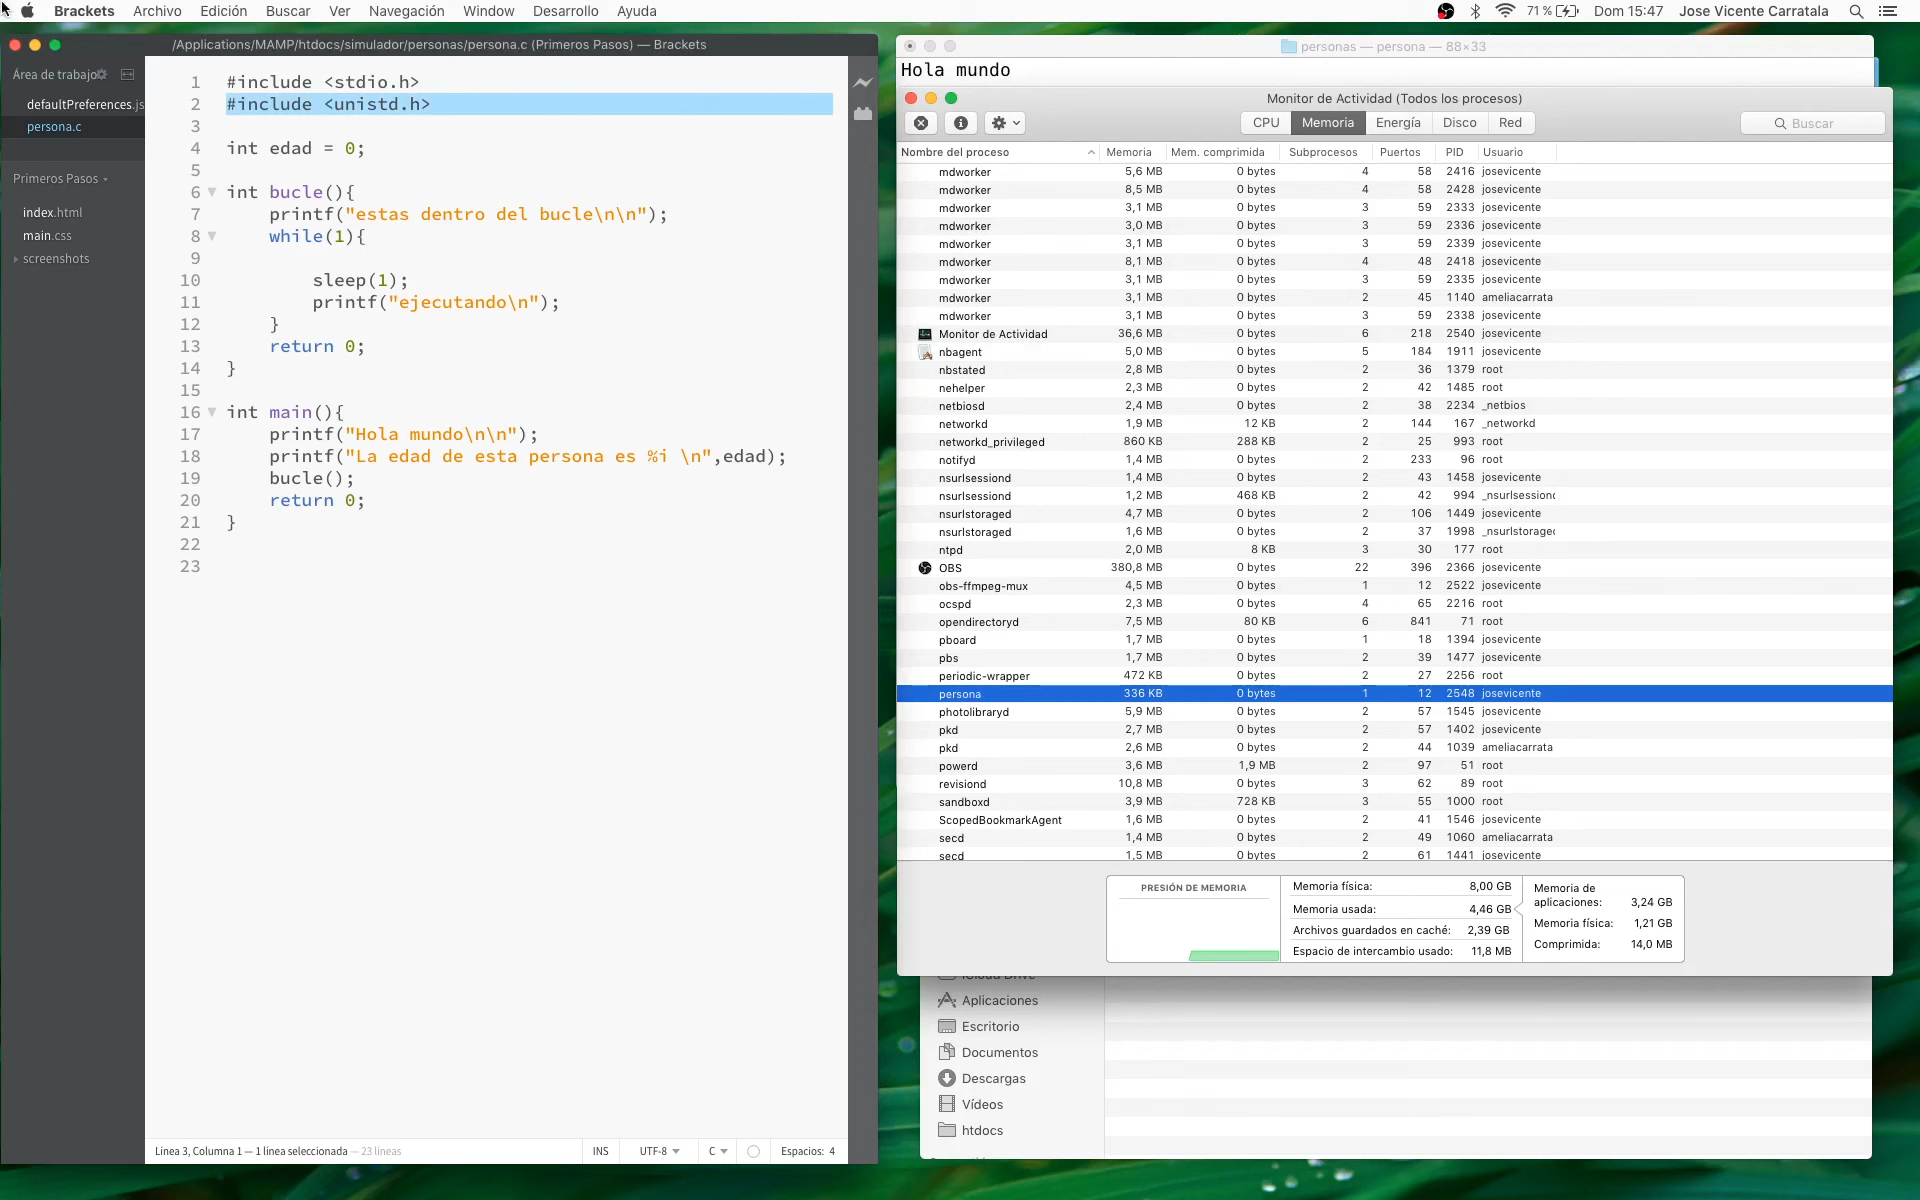 Brackets Archivo Edición Buscar Ver Navegación Window Desarrollo Ayuda 71 % Dom 15:47 Jose Vicente Carratala
/Applications/MAMP/htdocs/simulador/personas/persona.c (Primeros Pasos) — Brackets
Área de trabajo
defaultPreferences.js
persona.c
Primeros Pasos
index.html
main.css
screenshots
1 #include <stdio.h>
2 #include <unistd.h>
3
4 int edad = 0;
5
6 int bucle(){
7 printf("estas dentro del bucle\n\n");
8 while(1){
9
10 sleep(1);
11 printf("ejecutando\n");
12 }
13 return 0;
14 }
15
16 int main(){
17 printf("Hola mundo\n\n");
18 printf("La edad de esta persona es %i \n",edad);
19 bucle();
20 return 0;
21 }
22
23
Línea 3, Columna 1 — 1 línea seleccionada — 23 líneas INS UTF-8 C Espacios: 4
personas — persona — 88×33
Hola mundo
Monitor de Actividad (Todos los procesos)
CPU Memoria Energía Disco Red Buscar
Nombre del proceso Memoria Mem. comprimida Subprocesos Puertos PID Usuario
mdworker 5,6 MB 0 bytes 4 58 2416 josevicente
mdworker 8,5 MB 0 bytes 4 58 2428 josevicente
mdworker 3,1 MB 0 bytes 3 59 2333 josevicente
mdworker 3,0 MB 0 bytes 3 59 2336 josevicente
mdworker 3,1 MB 0 bytes 3 59 2339 josevicente
mdworker 8,1 MB 0 bytes 4 48 2418 josevicente
mdworker 3,1 MB 0 bytes 3 59 2335 josevicente
mdworker 3,1 MB 0 bytes 2 45 1140 ameliacarrata
mdworker 3,1 MB 0 bytes 3 59 2338 josevicente
Monitor de Actividad 36,6 MB 0 bytes 6 218 2540 josevicente
nbagent 5,0 MB 0 bytes 5 184 1911 josevicente
nbstated 2,8 MB 0 bytes 2 36 1379 root
nehelper 2,3 MB 0 bytes 2 42 1485 root
netbiosd 2,4 MB 0 bytes 2 38 2234 _netbios
networkd 1,9 MB 12 KB 2 144 167 _networkd
networkd_privileged 860 KB 288 KB 2 25 993 root
notifyd 1,4 MB 0 bytes 2 233 96 root
nsurlsessiond 1,4 MB 0 bytes 2 43 1458 josevicente
nsurlsessiond 1,2 MB 468 KB 2 42 994 _nsurlsessiond
nsurlstoraged 4,7 MB 0 bytes 2 106 1449 josevicente
nsurlstoraged 1,6 MB 0 bytes 2 37 1998 _nsurlstoraged
ntpd 2,0 MB 8 KB 3 30 177 root
OBS 380,8 MB 0 bytes 22 396 2366 josevicente
obs-ffmpeg-mux 4,5 MB 0 bytes 1 12 2522 josevicente
ocspd 2,3 MB 0 bytes 4 65 2216 root
opendirectoryd 7,5 MB 80 KB 6 841 71 root
pboard 1,7 MB 0 bytes 1 18 1394 josevicente
pbs 1,7 MB 0 bytes 2 39 1477 josevicente
periodic-wrapper 472 KB 0 bytes 2 27 2256 root
persona 336 KB 0 bytes 1 12 2548 josevicente
photolibraryd 5,9 MB 0 bytes 2 57 1545 josevicente
pkd 2,7 MB 0 bytes 2 57 1402 josevicente
pkd 2,6 MB 0 bytes 2 44 1039 ameliacarrata
powerd 3,6 MB 1,9 MB 2 97 51 root
revisiond 10,8 MB 0 bytes 3 62 89 root
sandboxd 3,9 MB 728 KB 3 55 1000 root
ScopedBookmarkAgent 1,6 MB 0 bytes 2 41 1546 josevicente
secd 1,4 MB 0 bytes 2 49 1060 ameliacarrata
secd 1,5 MB 0 bytes 2 61 1441 josevicente
PRESIÓN DE MEMORIA
Memoria física: 8,00 GB
Memoria usada: 4,46 GB
Archivos guardados en caché: 2,39 GB
Espacio de intercambio usado: 11,8 MB
Memoria de
aplicaciones: 3,24 GB
Memoria física: 1,21 GB
Comprimida: 14,0 MB
iCloud Drive
Aplicaciones
Escritorio
Documentos
Descargas
Vídeos
htdocs